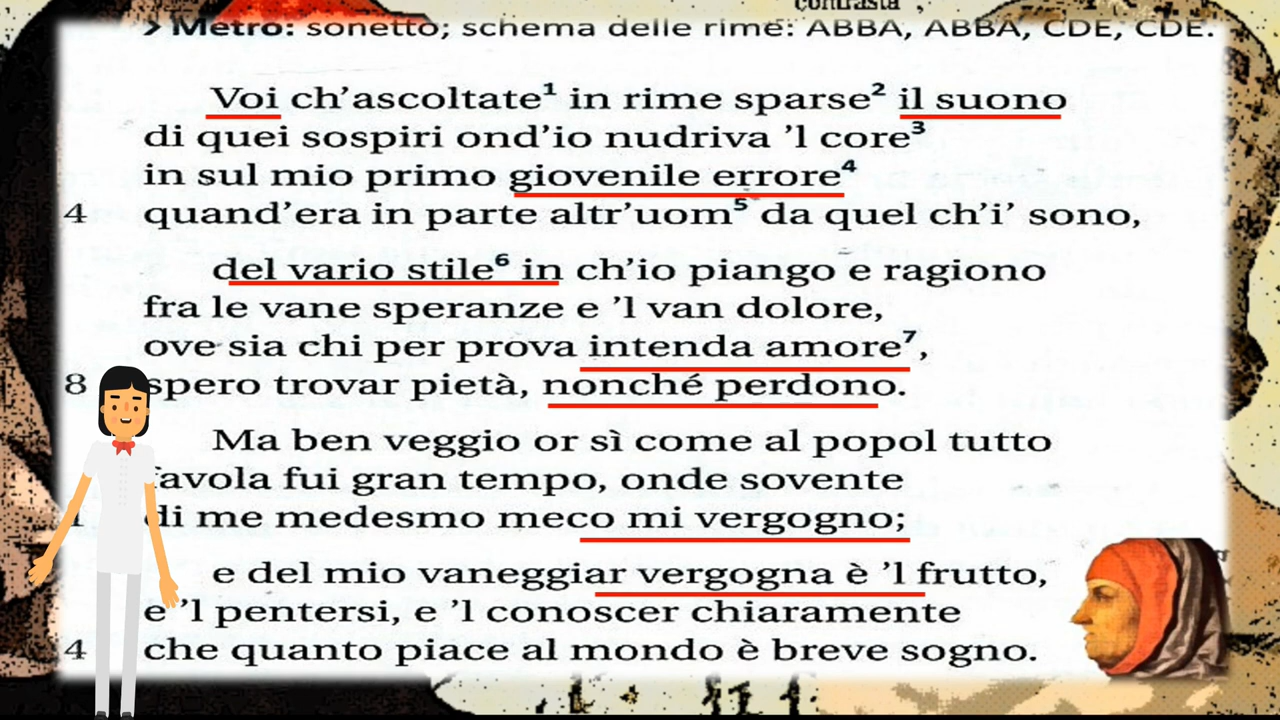 contrasta ,
> Metro: sonetto; schema delle rime: ABBA, ABBA, CDE, CDE.
Voi ch’ascoltate¹ in rime sparse² il suono
di quei sospiri ond’io nudriva ’l core³
in sul mio primo giovenile errore⁴
4 quand’era in parte altr’uom⁵ da quel ch’i’ sono,
del vario stile⁶ in ch’io piango e ragiono
fra le vane speranze e ’l van dolore,
ove sia chi per prova intenda amore⁷,
8 spero trovar pietà, nonché perdono.
Ma ben veggio or sì come al popol tutto
favola fui gran tempo, onde sovente
di me medesmo meco mi vergogno;
e del mio vaneggiar vergogna è ’l frutto,
e ’l pentersi, e ’l conoscer chiaramente
4 che quanto piace al mondo è breve sogno.